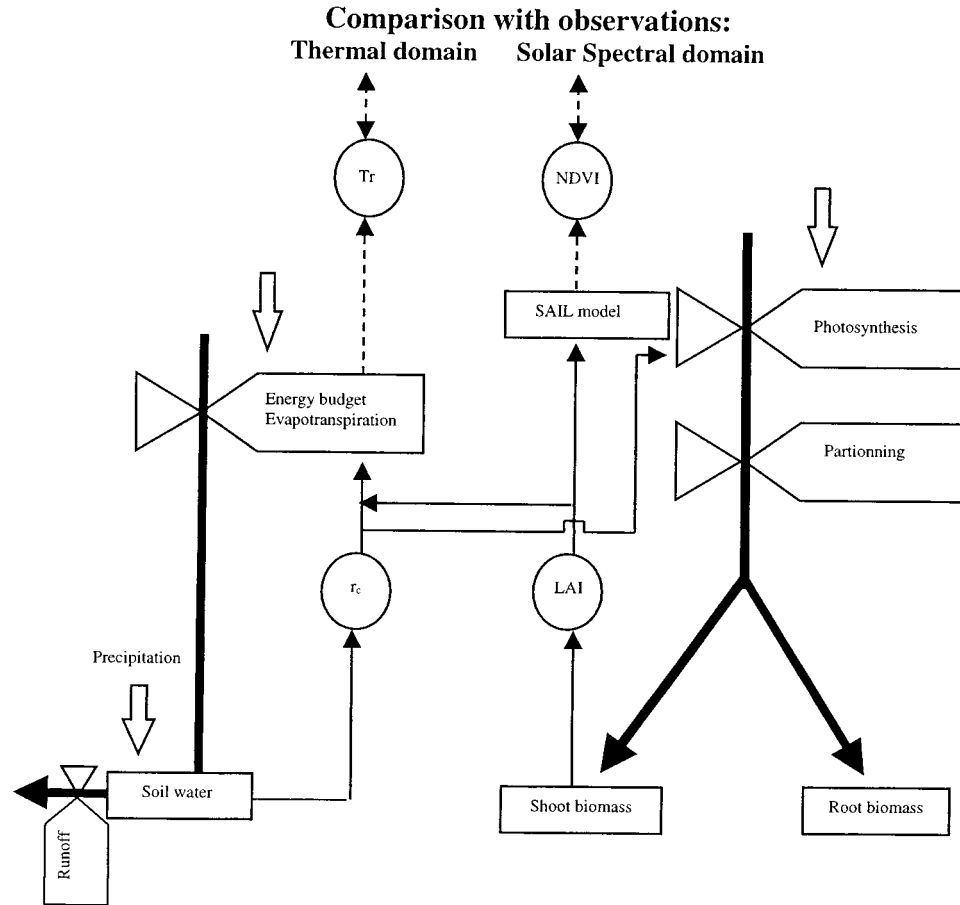 Comparison with observations:
Thermal domain Solar Spectral domain
Tr
NDVI
SAIL model
Photosynthesis
Energy budget
Evapotranspiration
Partionning
r_c
LAI
Precipitation
Soil water
Shoot biomass
Root biomass
Runoff